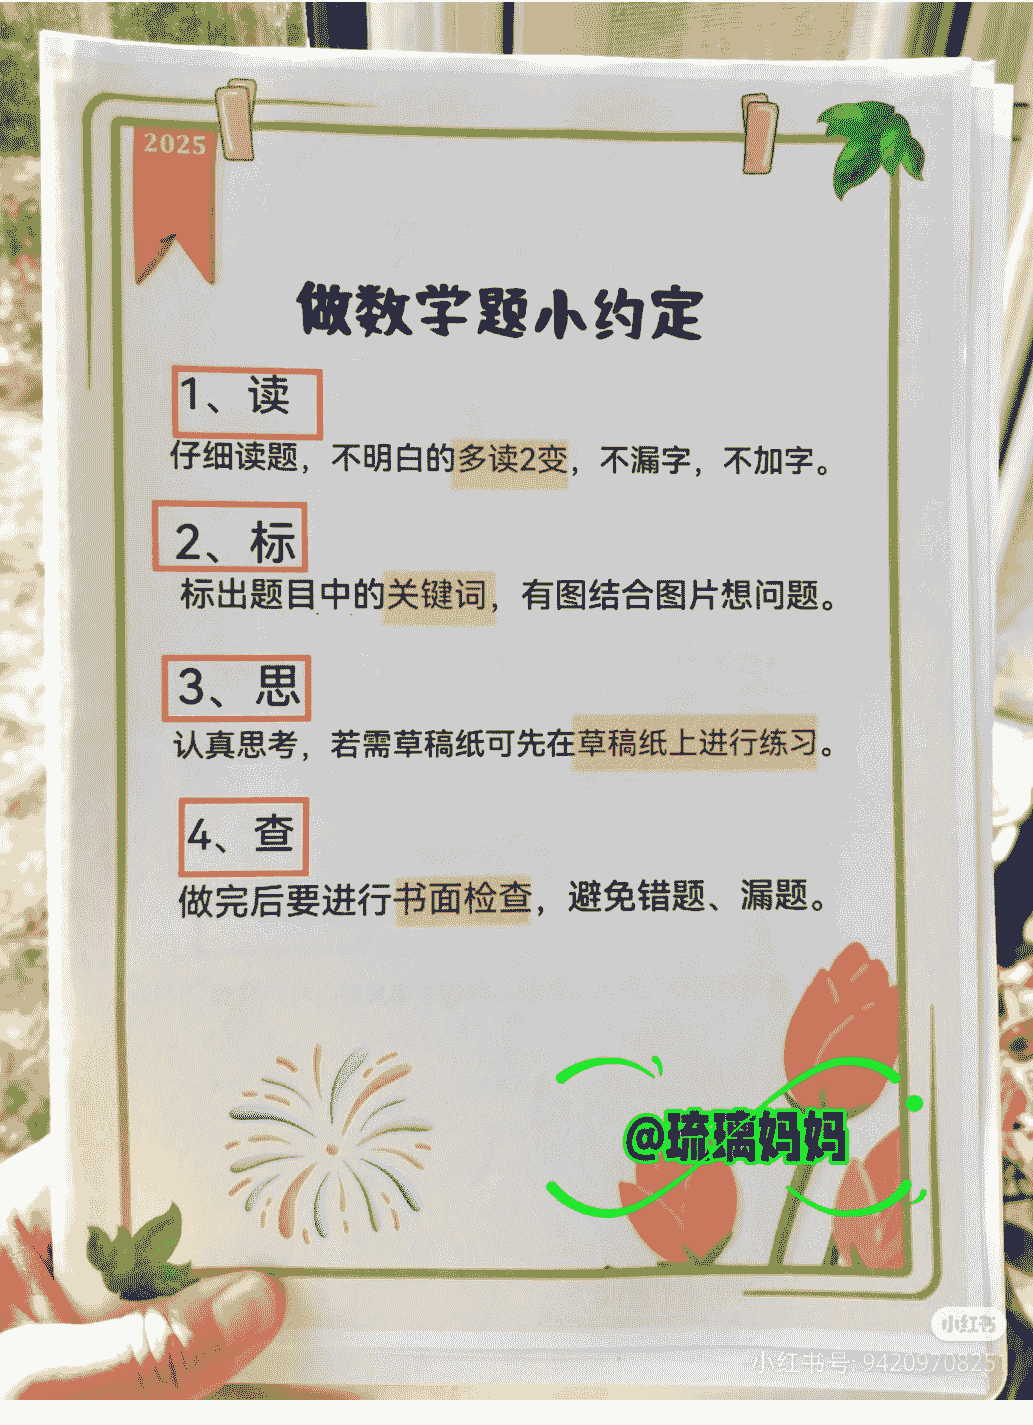 2025
做数学题小约定
1、读
仔细读题，不明白的多读2变，不漏字，不加字。
2、标
标出题目中的关键词，有图结合图片想问题。
3、思
认真思考，若需草稿纸可先在草稿纸上进行练习。
4、查
做完后要进行书面检查，避免错题、漏题。
@琉璃妈妈
小红书
小红书号: 9420970825